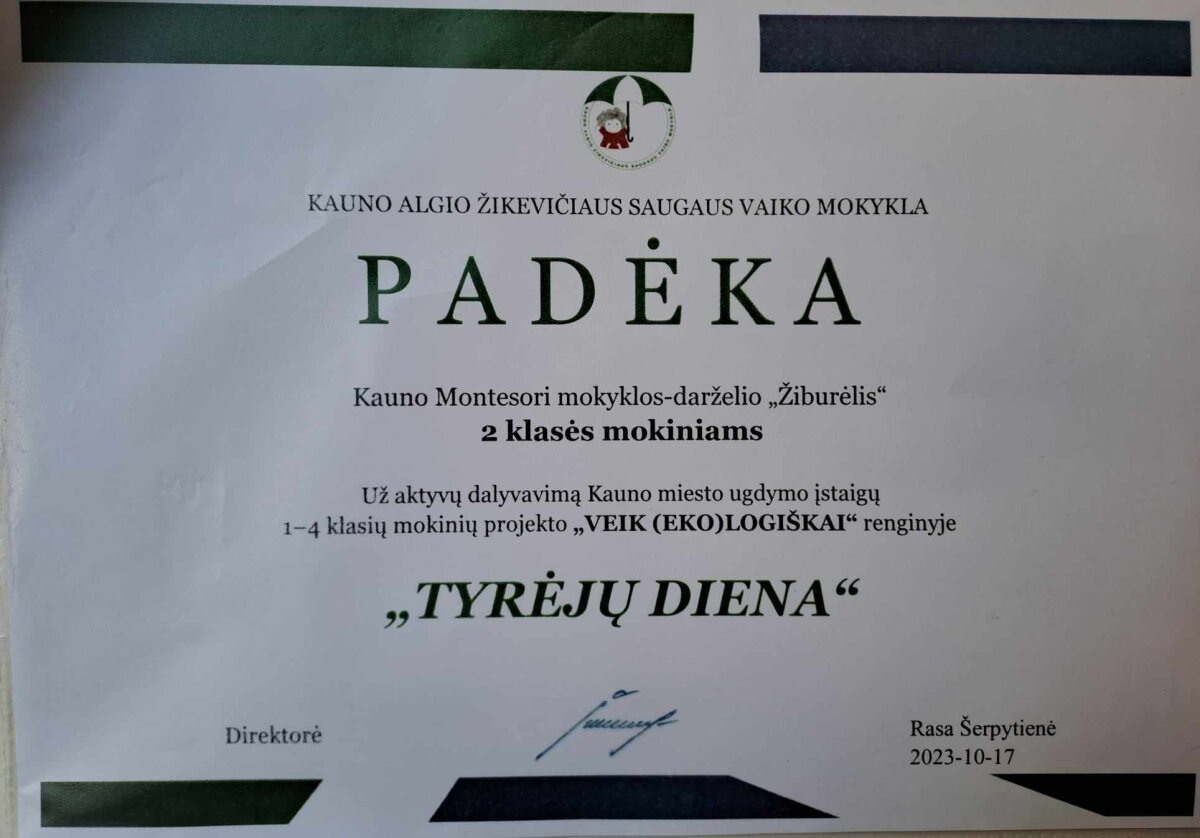 KAUNO ALGIO ŽIKEVIČIAUS SAUGAUS VAIKO MOKYKLA
PADĖKA
Kauno Montesori mokyklos-darželio „Žiburėlis“
2 klasės mokiniams
Už aktyvų dalyvavimą Kauno miesto ugdymo įstaigų
1–4 klasių mokinių projekto „VEIK (EKO)LOGIŠKAI“ renginyje
„TYRĖJŲ DIENA“
Direktorė
Rasa Šerpytienė
2023-10-17